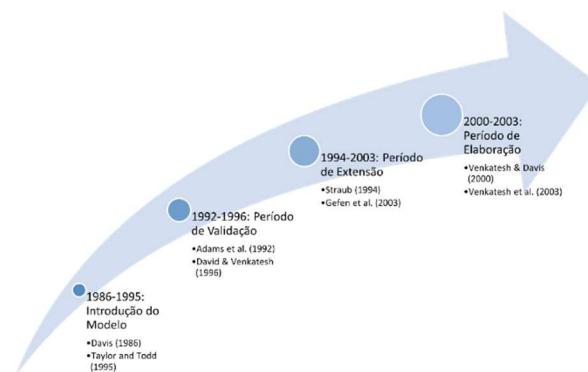 1986-1995:
Introdução do
Modelo
•Davis (1986)
•Taylor and Todd
(1995)
1992-1996: Período
de Validação
•Adams et al. (1992)
•David & Venkatesh
(1996)
1994-2003: Período
de Extensão
•Straub (1994)
•Gefen et al. (2003)
2000-2003:
Período de
Elaboração
•Venkatesh & Davis
(2000)
•Venkatesh et al. (2003)